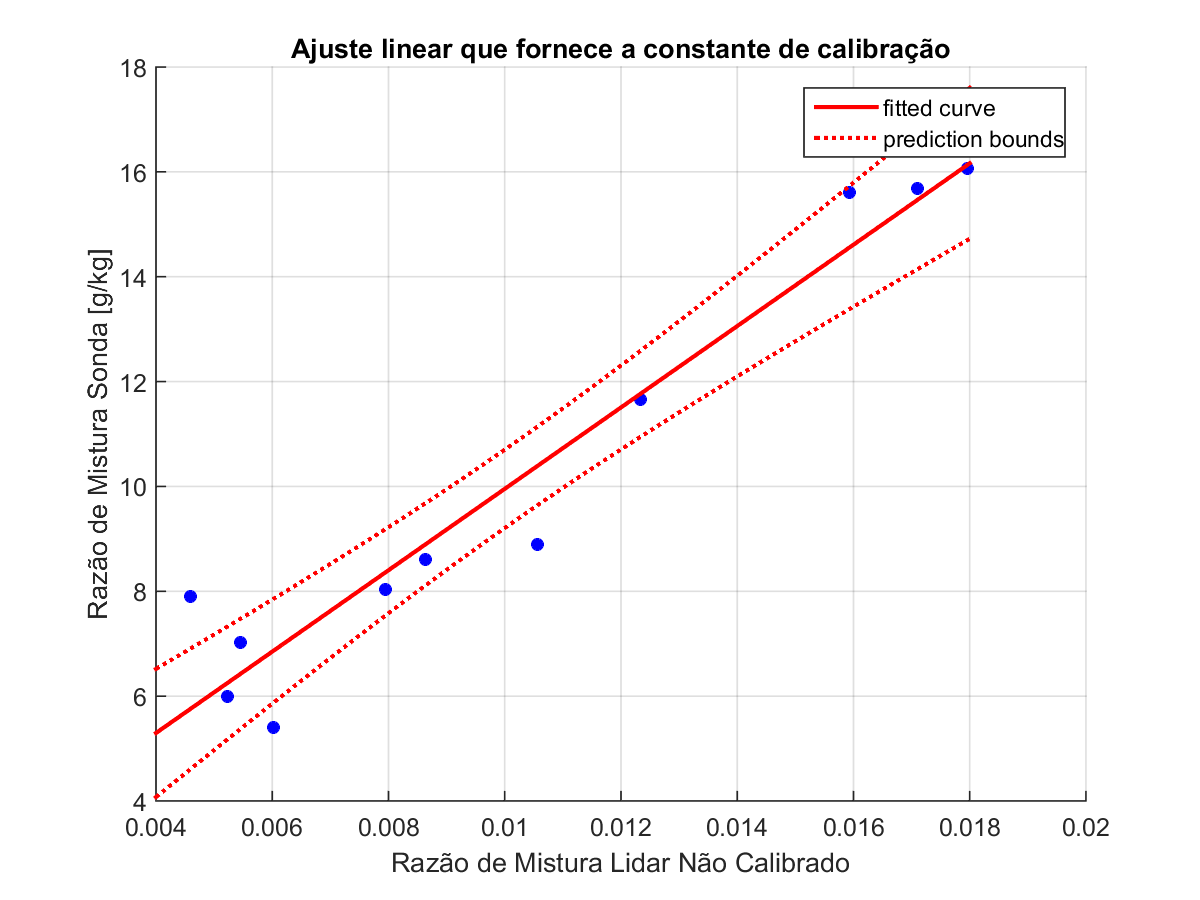 Ajuste linear que fornece a constante de calibração
fitted curve
prediction bounds
18
16
14
12
10
8
6
4
Razão de Mistura Sonda [g/kg]
0.004 0.006 0.008 0.01 0.012 0.014 0.016 0.018 0.02
Razão de Mistura Lidar Não Calibrado